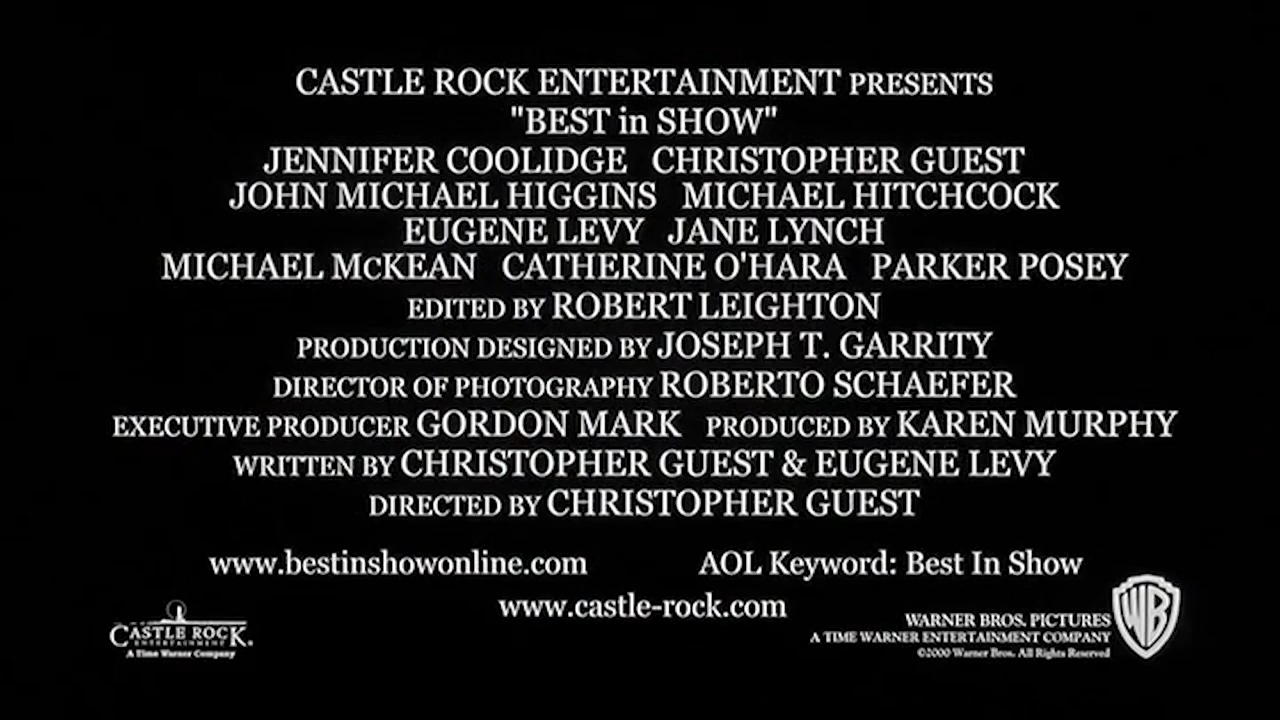 CASTLE ROCK ENTERTAINMENT PRESENTS
"BEST in SHOW"
JENNIFER COOLIDGE CHRISTOPHER GUEST
JOHN MICHAEL HIGGINS MICHAEL HITCHCOCK
EUGENE LEVY JANE LYNCH
MICHAEL McKEAN CATHERINE O'HARA PARKER POSEY
EDITED BY ROBERT LEIGHTON
PRODUCTION DESIGNED BY JOSEPH T. GARRITY
DIRECTOR OF PHOTOGRAPHY ROBERTO SCHAEFER
EXECUTIVE PRODUCER GORDON MARK PRODUCED BY KAREN MURPHY
WRITTEN BY CHRISTOPHER GUEST & EUGENE LEVY
DIRECTED BY CHRISTOPHER GUEST
www.bestinshowonline.com AOL Keyword: Best In Show
www.castle-rock.com
CASTLE ROCK
ENTERTAINMENT
A Time Warner Company
WARNER BROS. PICTURES
A TIME WARNER ENTERTAINMENT COMPANY
©2000 Warner Bros. All Rights Reserved
WB